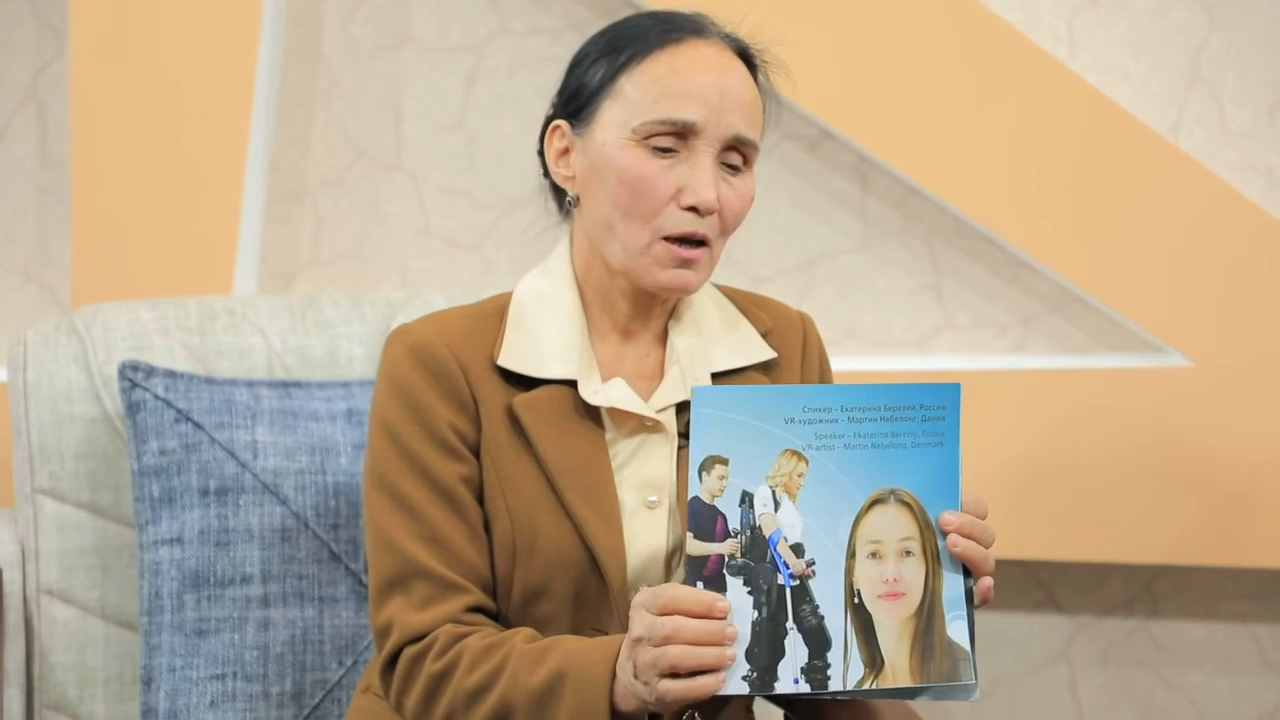 Спикер – Екатерина Березий, Россия
VR-художник – Мартин Небелонг, Дания
Speaker – Ekaterina Bereziy, Russia
VR-artist – Martin Nebelong, Denmark